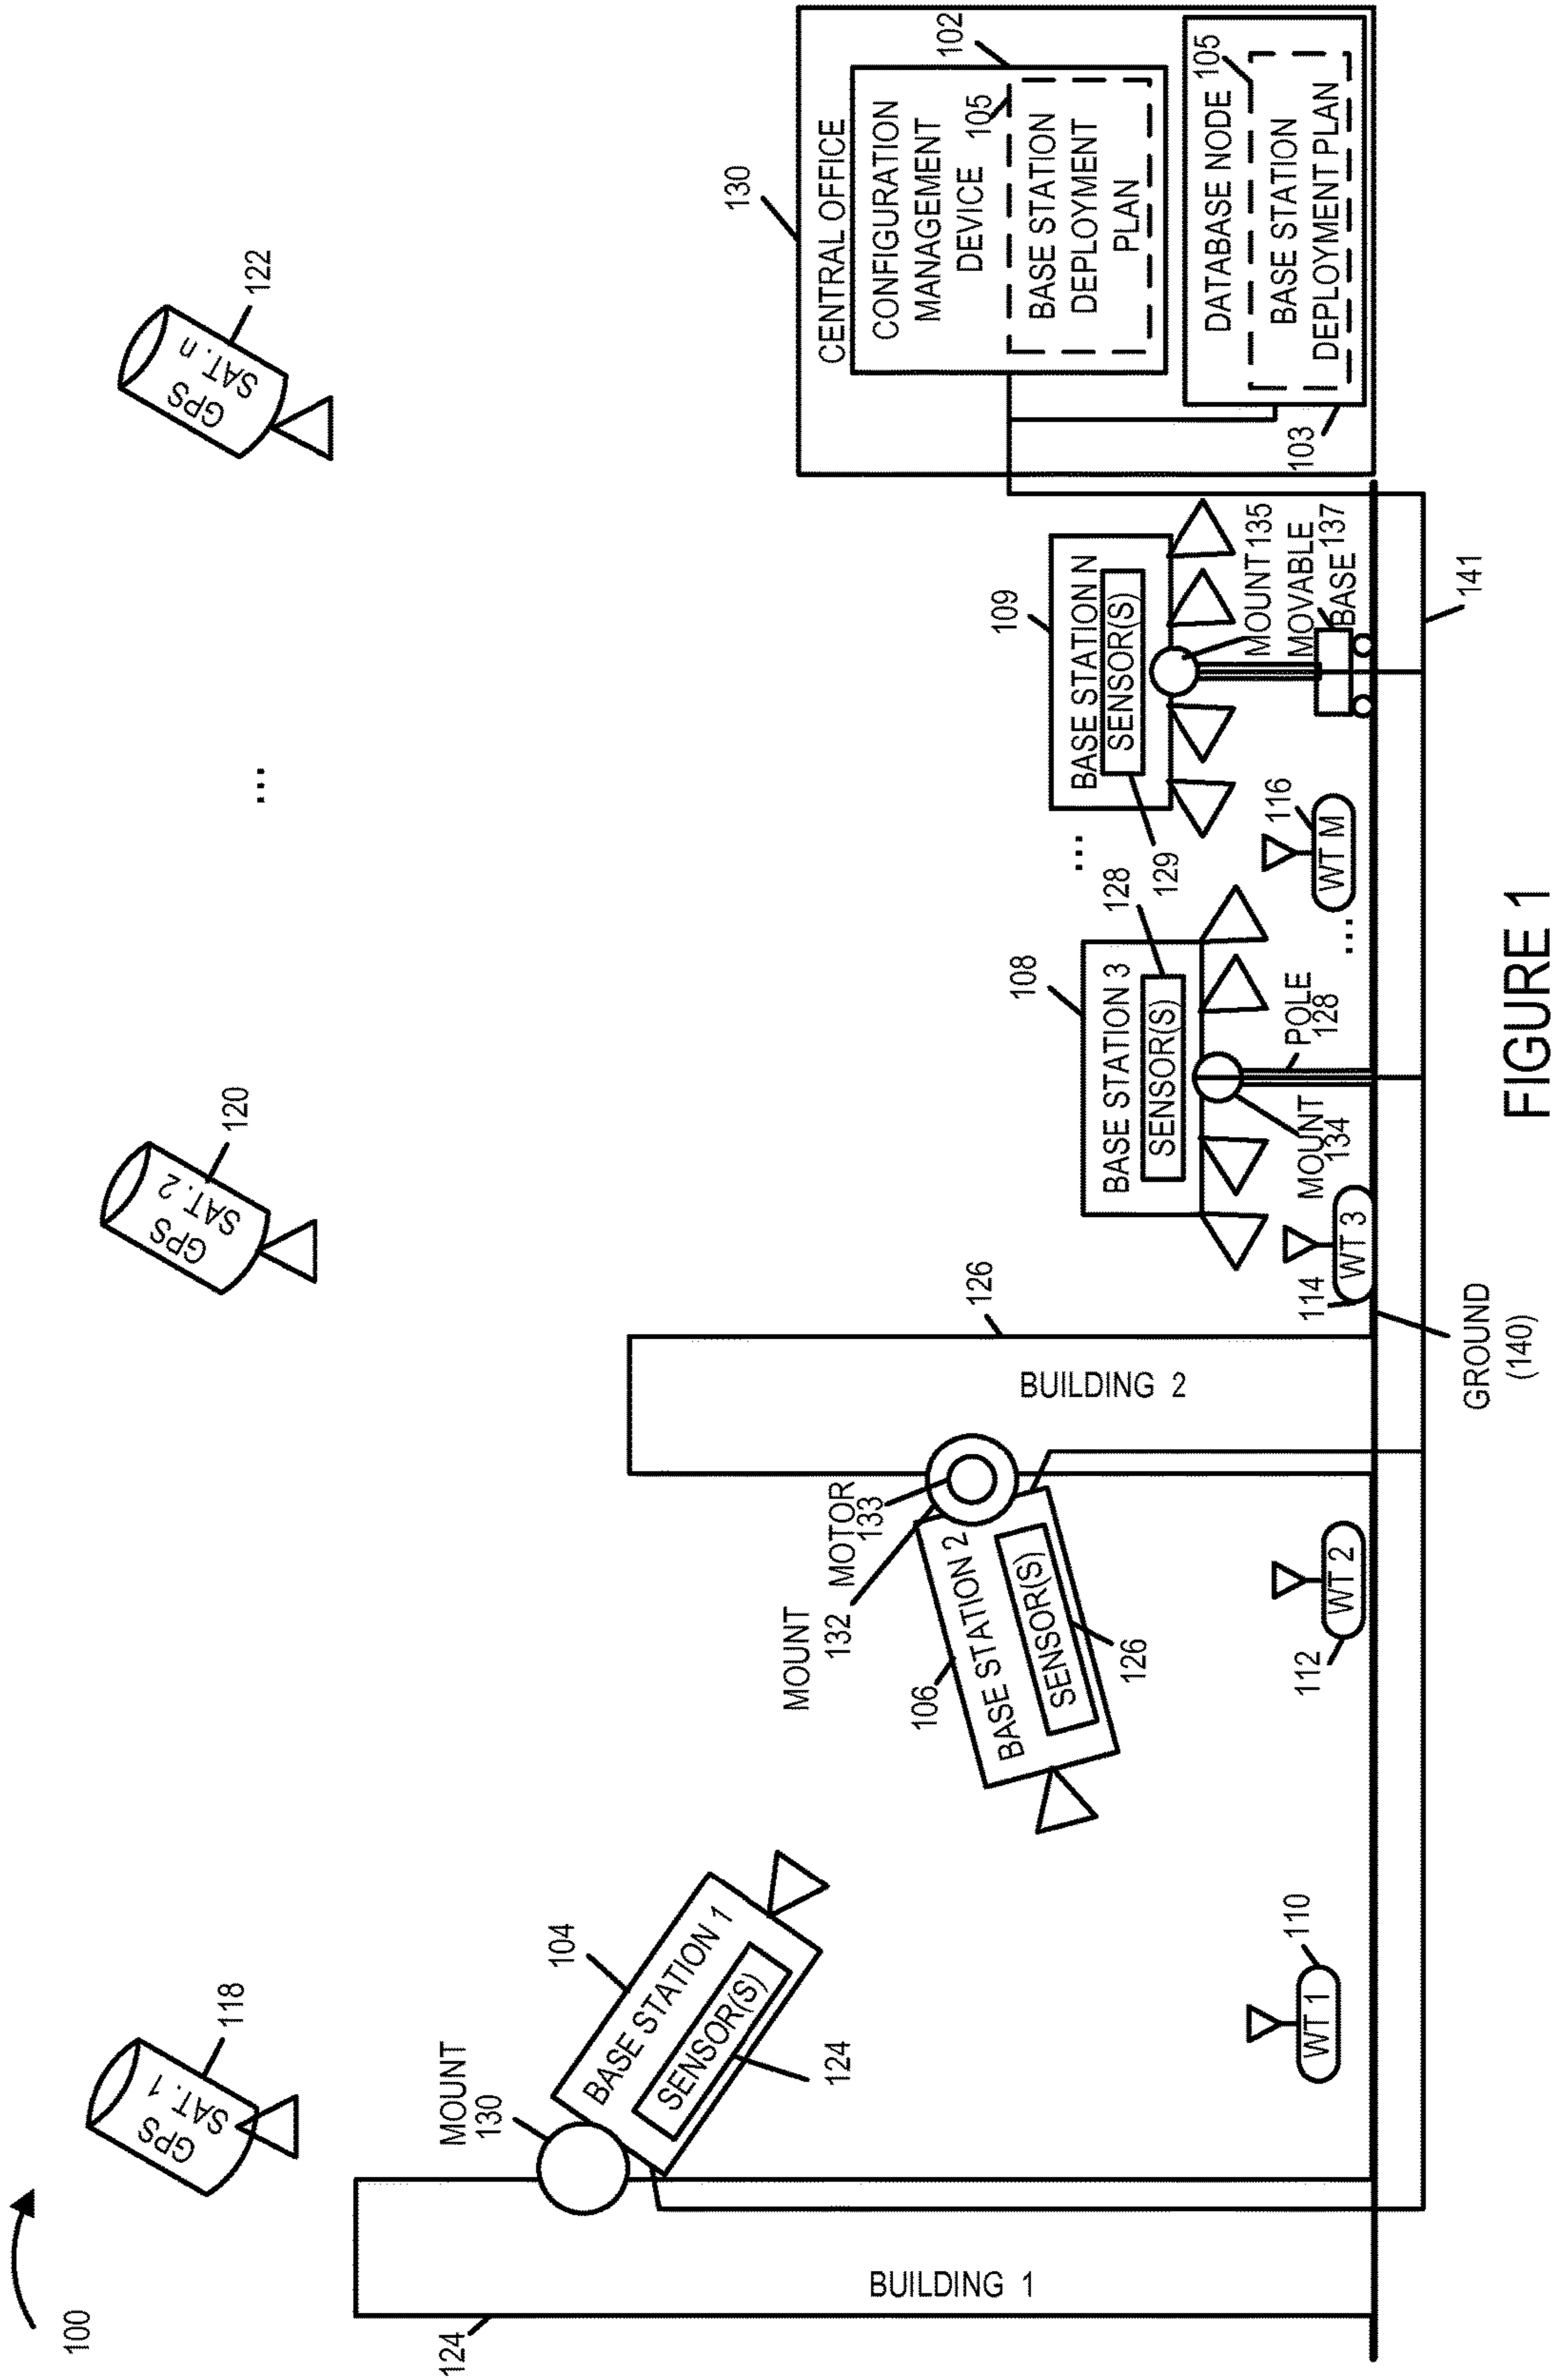 100
GPS
SAT. 1
118
GPS
SAT. 2
120
...
GPS
SAT. n
122
124
BUILDING 1
MOUNT
130
104
BASE STATION 1
SENSOR(S)
124
MOUNT
132
MOTOR
133
106
BASE STATION 2
SENSOR(S)
126
126
BUILDING 2
108
BASE STATION 3
SENSOR(S)
128
MOUNT
134
POLE
128
...
109
BASE STATION N
SENSOR(S)
129
MOUNT 135
MOVABLE
BASE 137
130
CENTRAL OFFICE
102
CONFIGURATION
MANAGEMENT
DEVICE
105
BASE STATION
DEPLOYMENT
PLAN
DATABASE NODE
105
BASE STATION
DEPLOYMENT PLAN
103
WT 1
110
WT 2
112
WT 3
114
...
WT M
116
GROUND
(140)
141
FIGURE 1